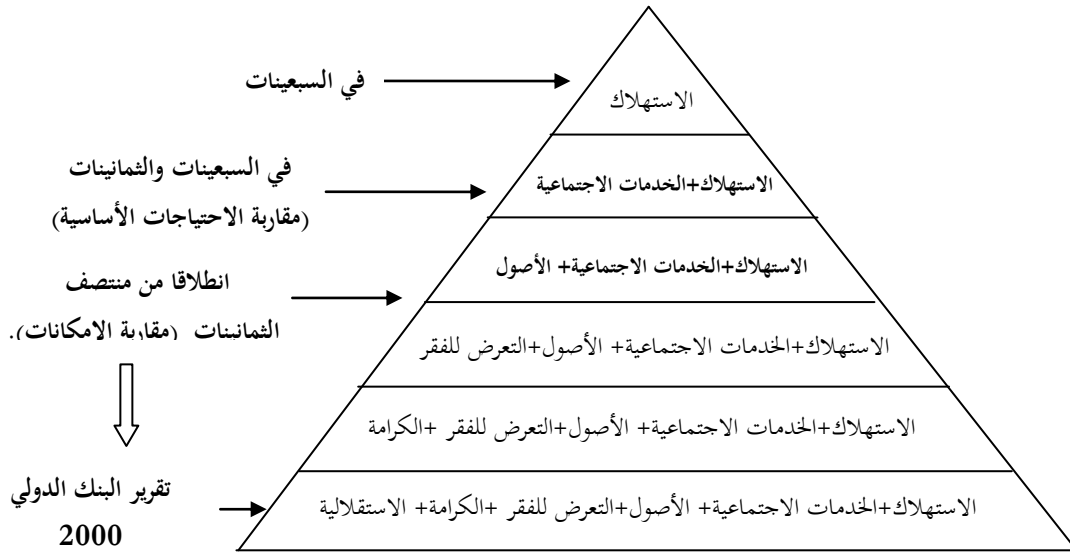 في السبعينات
الاستهلاك
في السبعينات والثمانينات
(مقاربة الاحتياجات الأساسية)
الاستهلاك+الخدمات الاجتماعية
الاستهلاك+الخدمات الاجتماعية+ الأصول
انطلاقا من منتصف
الثمانينات (مقاربة الامكانات).
الاستهلاك+الخدمات الاجتماعية+ الأصول+التعرض للفقر
الاستهلاك+الخدمات الاجتماعية+ الأصول+التعرض للفقر +الكرامة
تقرير البنك الدولي
2000
الاستهلاك+الخدمات الاجتماعية+ الأصول+التعرض للفقر +الكرامة+ الاستقلالية